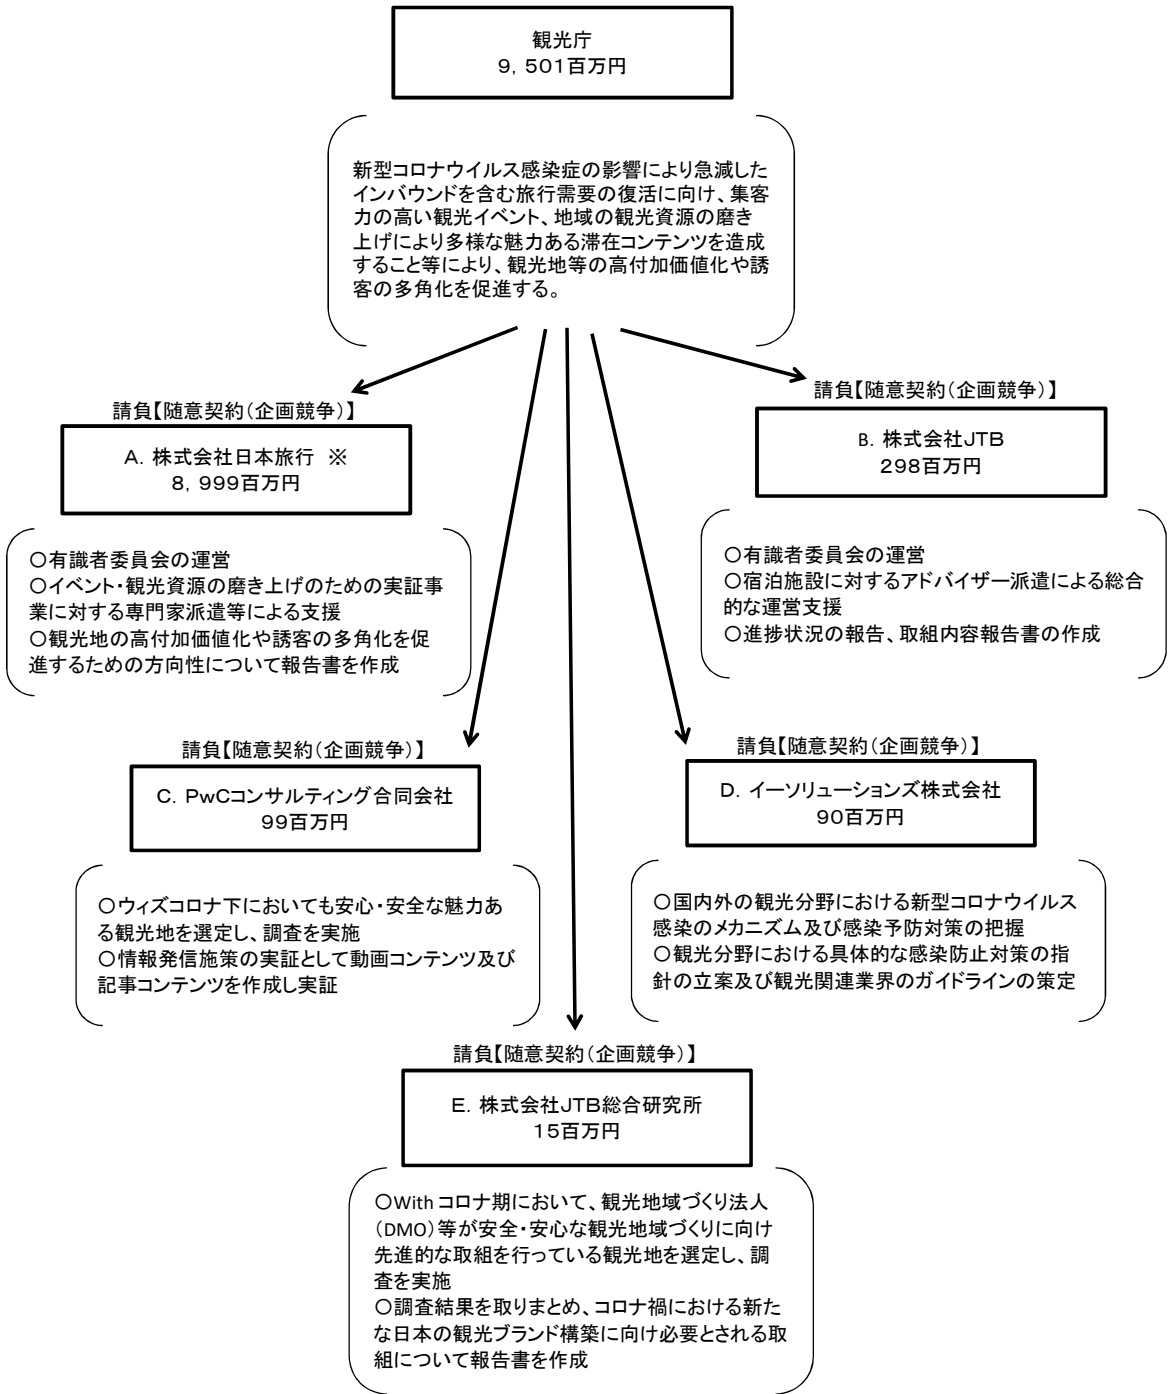 観光庁
9,501百万円
新型コロナウイルス感染症の影響により急減した
インバウンドを含む旅行需要の復活に向け、集客
力の高い観光イベント、地域の観光資源の磨き
上げにより多様な魅力ある滞在コンテンツを造成
すること等により、観光地等の高付加価値化や誘
客の多角化を促進する。
請負【随意契約(企画競争)】
A. 株式会社日本旅行 ※
8,999百万円
○有識者委員会の運営
○イベント・観光資源の磨き上げのための実証事
業に対する専門家派遣等による支援
○観光地の高付加価値化や誘客の多角化を促
進するための方向性について報告書を作成
請負【随意契約(企画競争)】
B. 株式会社JTB
298百万円
○有識者委員会の運営
○宿泊施設に対するアドバイザー派遣による総合
的な運営支援
○進捗状況の報告、取組内容報告書の作成
請負【随意契約(企画競争)】
C. PwCコンサルティング合同会社
99百万円
○ウィズコロナ下においても安心・安全な魅力あ
る観光地を選定し、調査を実施
○情報発信施策の実証として動画コンテンツ及び
記事コンテンツを作成し実証
請負【随意契約(企画競争)】
D. イーソリューションズ株式会社
90百万円
○国内外の観光分野における新型コロナウイルス
感染のメカニズム及び感染予防対策の把握
○観光分野における具体的な感染防止対策の指
針の立案及び観光関連業界のガイドラインの策定
請負【随意契約(企画競争)】
E. 株式会社JTB総合研究所
15百万円
○With コロナ期において、観光地域づくり法人
(DMO)等が安全・安心な観光地域づくりに向け
先進的な取組を行っている観光地を選定し、調
査を実施
○調査結果を取りまとめ、コロナ禍における新た
な日本の観光ブランド構築に向け必要とされる取
組について報告書を作成